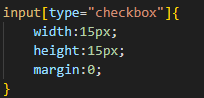 input[type="checkbox"]{
    width:15px;
    height:15px;
    margin:0;
}